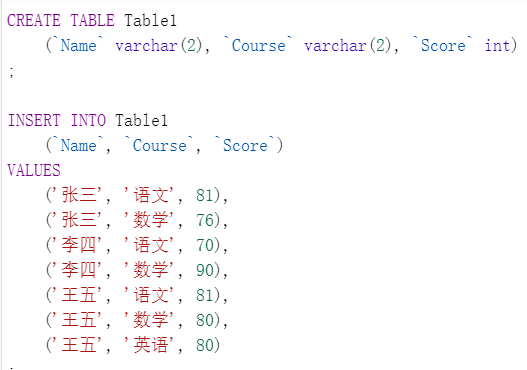 CREATE TABLE Table1
(`Name` varchar(2), `Course` varchar(2), `Score` int)
;
INSERT INTO Table1
(`Name`, `Course`, `Score`)
VALUES
('张三', '语文', 81),
('张三', '数学', 76),
('李四', '语文', 70),
('李四', '数学', 90),
('王五', '语文', 81),
('王五', '数学', 80),
('王五', '英语', 80)
;